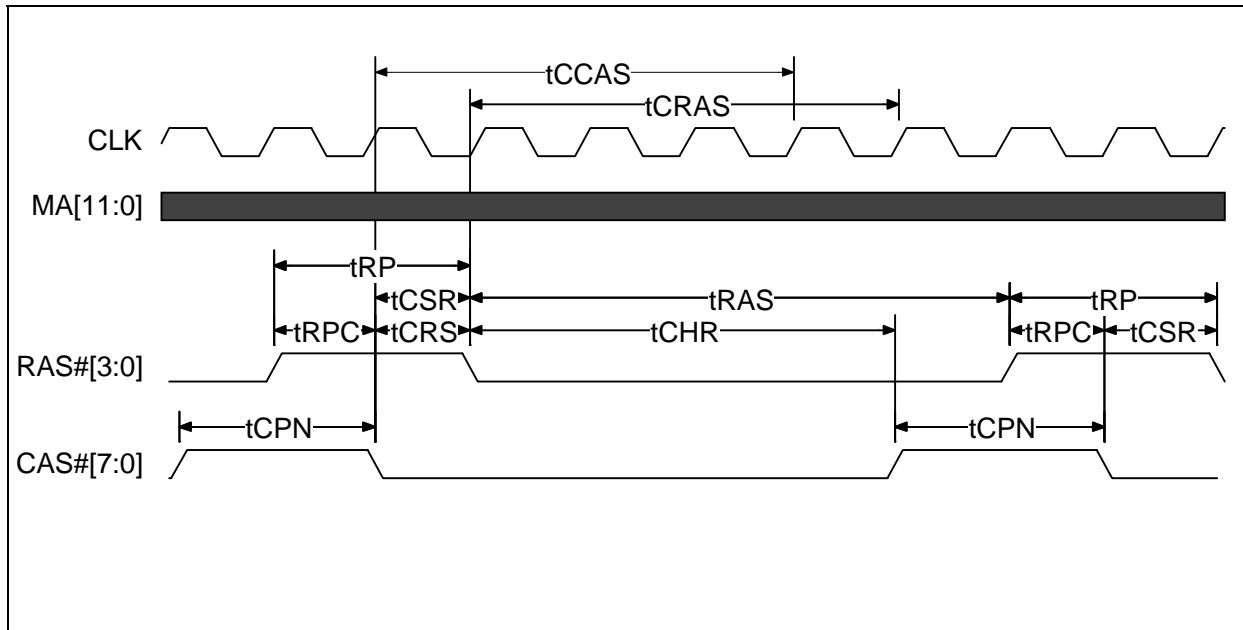 tCCAS
tCRAS
CLK
MA[11:0]
tRP
tCSR tRAS tRP
tRPC tCRS tCHR tRPC tCSR
RAS#[3:0]
tCPN tCPN
CAS#[7:0]